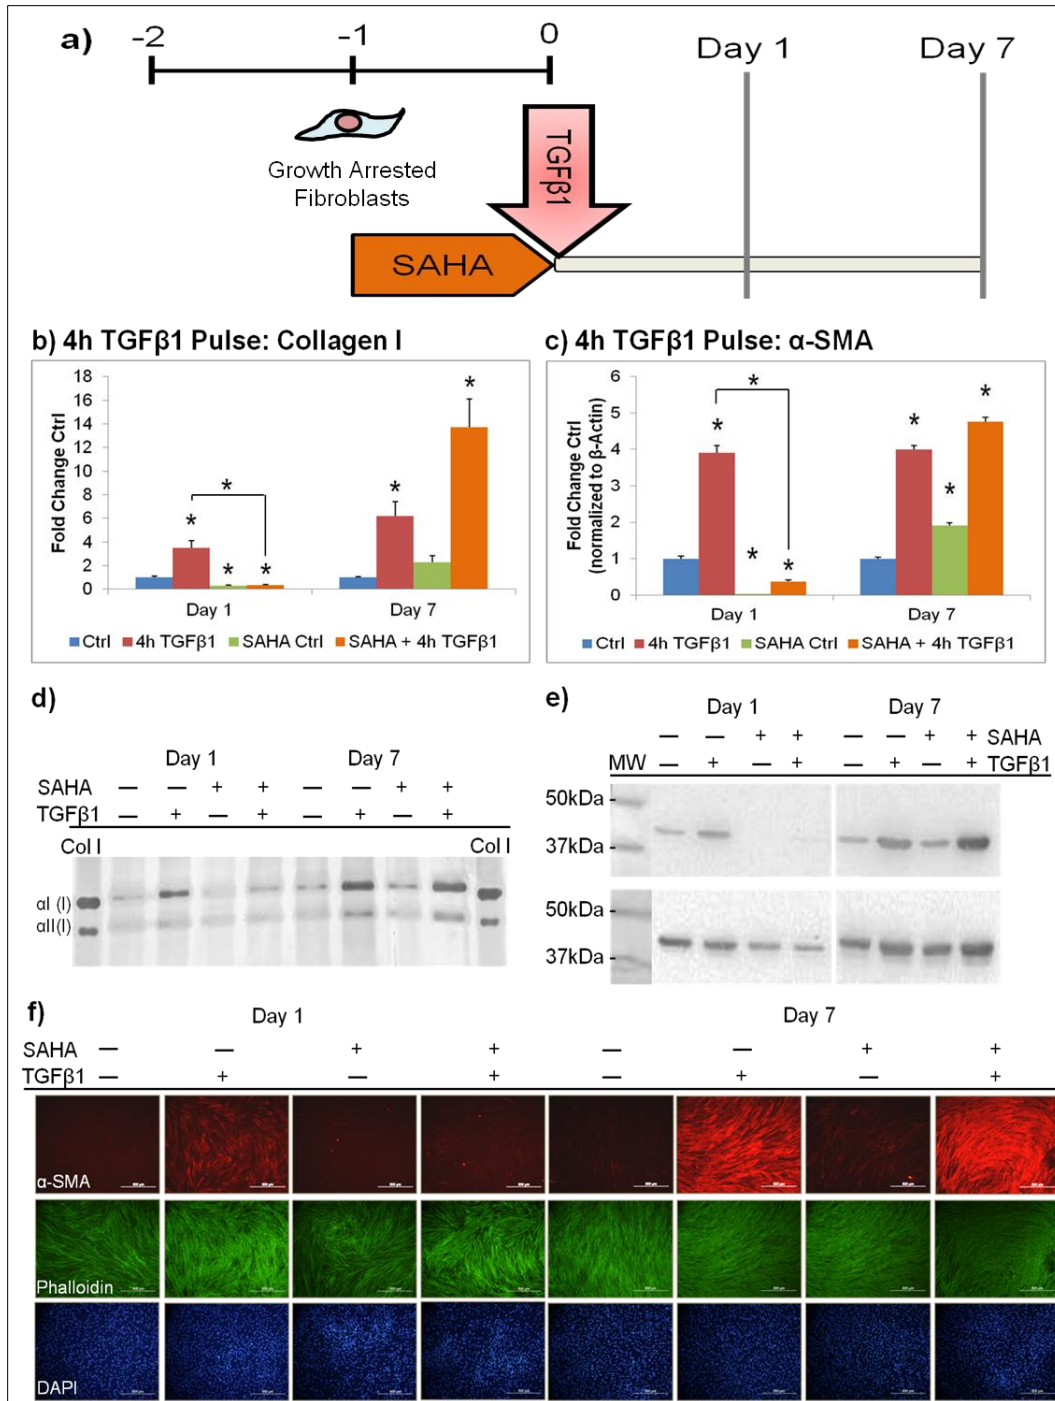 a)
-2 -1 0 Day 1 Day 7
TGFβ1
Growth Arrested
Fibroblasts
SAHA
b) 4h TGFβ1 Pulse: Collagen I
Fold Change Ctrl
18
16
14
12
10
8
6
4
2
0
* * * * * *
Day 1 Day 7
Ctrl 4h TGFβ1 SAHA Ctrl SAHA + 4h TGFβ1
c) 4h TGFβ1 Pulse: α-SMA
Fold Change Ctrl
(normalized to β-Actin)
6
5
4
3
2
1
0
* * * * * * *
Day 1 Day 7
Ctrl 4h TGFβ1 SAHA Ctrl SAHA + 4h TGFβ1
d)
Day 1 Day 7
SAHA — — + + — — + +
TGFβ1 — + — + — + — +
Col I Col I
αI (I)
αII(I)
e)
Day 1 Day 7
— — + + — — + + SAHA
MW — + — + — + — + TGFβ1
50kDa
37kDa
50kDa
37kDa
f)
Day 1 Day 7
SAHA — — + + — — + +
TGFβ1 — + — + — + — +
α-SMA
Phalloidin
DAPI